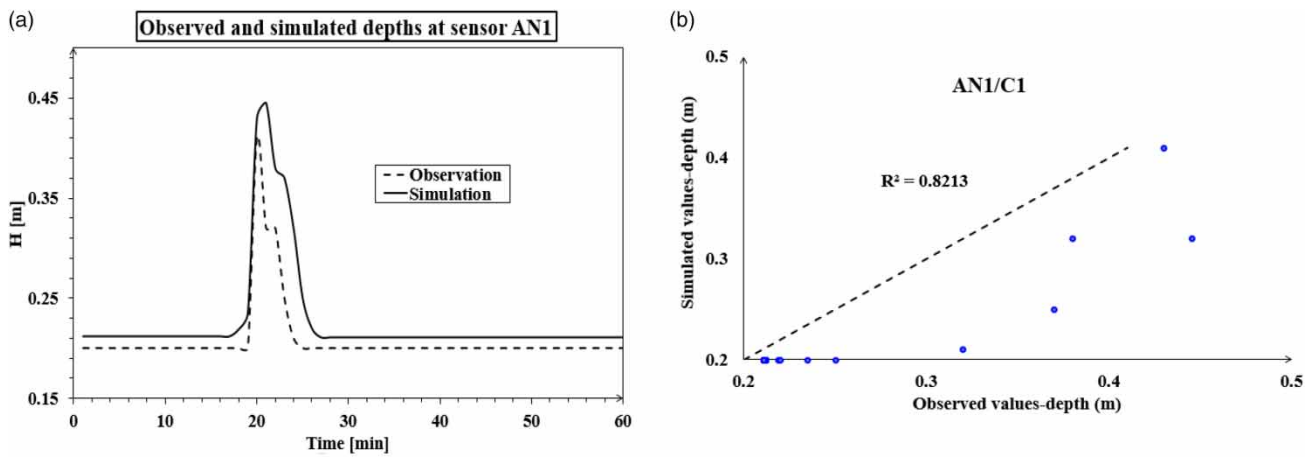 (a)
Observed and simulated depths at sensor AN1
H [m]
0.45
0.35
0.25
0.15
Observation
Simulation
0 10 20 30 40 50 60
Time [min]
(b)
AN1/C1
Simulated values-depth (m)
0.5
0.4
0.3
0.2
R² = 0.8213
0.2 0.3 0.4 0.5
Observed values-depth (m)